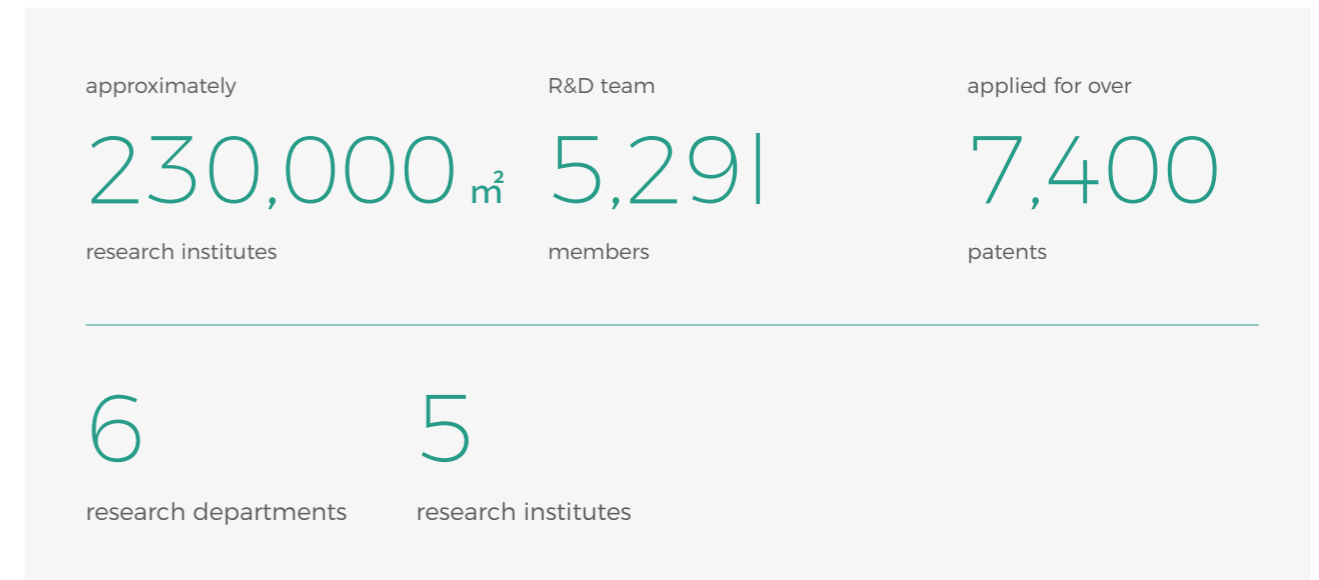 approximately
230,000 m²
research institutes
R&D team
5,291
members
applied for over
7,400
patents
6
research departments
5
research institutes